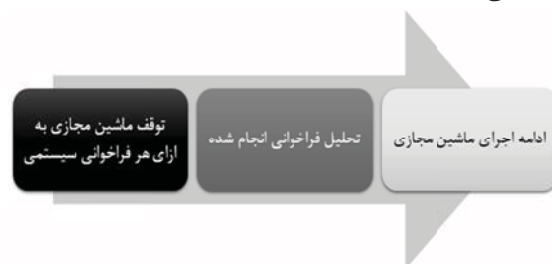 توقف ماشین مجازی به
ازای هر فراخوانی سیستمی
تحلیل فراخوانی انجام شده
ادامه اجرای ماشین مجازی